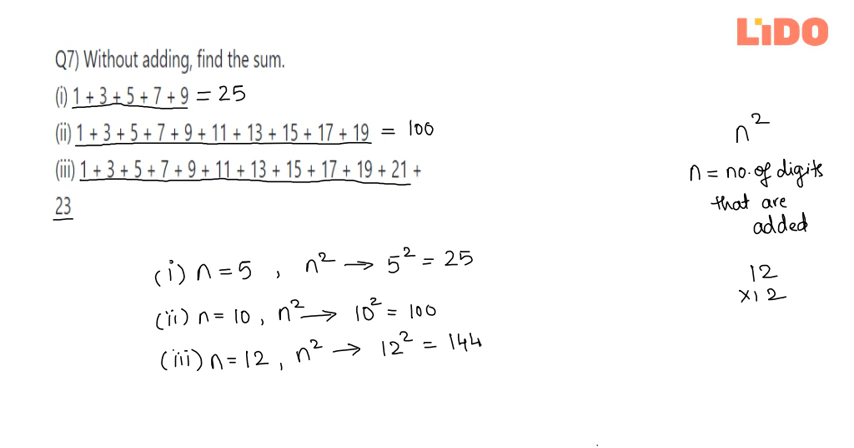 LiDO
Q7) Without adding, find the sum.
(i) 1 + 3 + 5 + 7 + 9 = 25
(ii) 1 + 3 + 5 + 7 + 9 + 11 + 13 + 15 + 17 + 19 = 100
(iii) 1 + 3 + 5 + 7 + 9 + 11 + 13 + 15 + 17 + 19 + 21 +
23
n²
n = no. of digits
that are
added
12
×12
(i) n = 5 , n² → 5² = 25
(ii) n = 10 , n² → 10² = 100
(iii) n = 12 , n² → 12² = 144